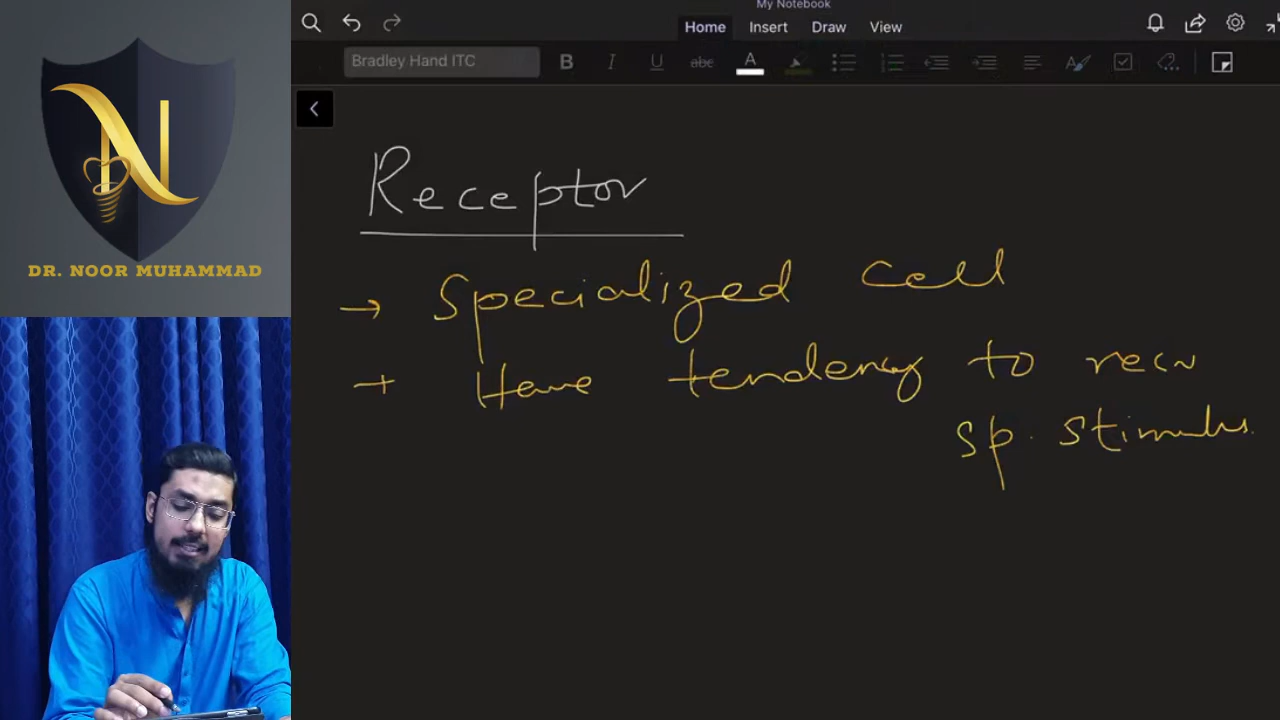 My Notebook
Home Insert Draw View
Bradley Hand ITC B I U abc A
N
DR. NOOR MUHAMMAD
Receptor
→ Specialized cell
→ Have tendency to
sp. stimulus.